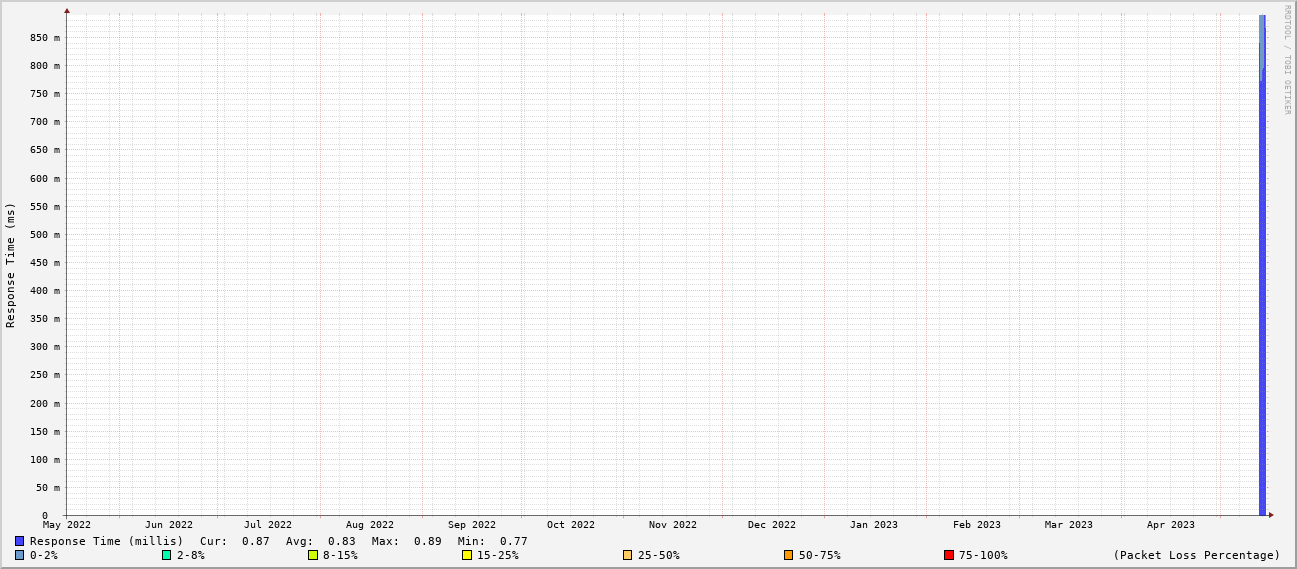 RRDTOOL / TOBI OETIKER
Response Time (ms)
850 m
800 m
750 m
700 m
650 m
600 m
550 m
500 m
450 m
400 m
350 m
300 m
250 m
200 m
150 m
100 m
50 m
0
May 2022 Jun 2022 Jul 2022 Aug 2022 Sep 2022 Oct 2022 Nov 2022 Dec 2022 Jan 2023 Feb 2023 Mar 2023 Apr 2023
Response Time (millis) Cur: 0.87 Avg: 0.83 Max: 0.89 Min: 0.77
0-2% 2-8% 8-15% 15-25% 25-50% 50-75% 75-100% (Packet Loss Percentage)